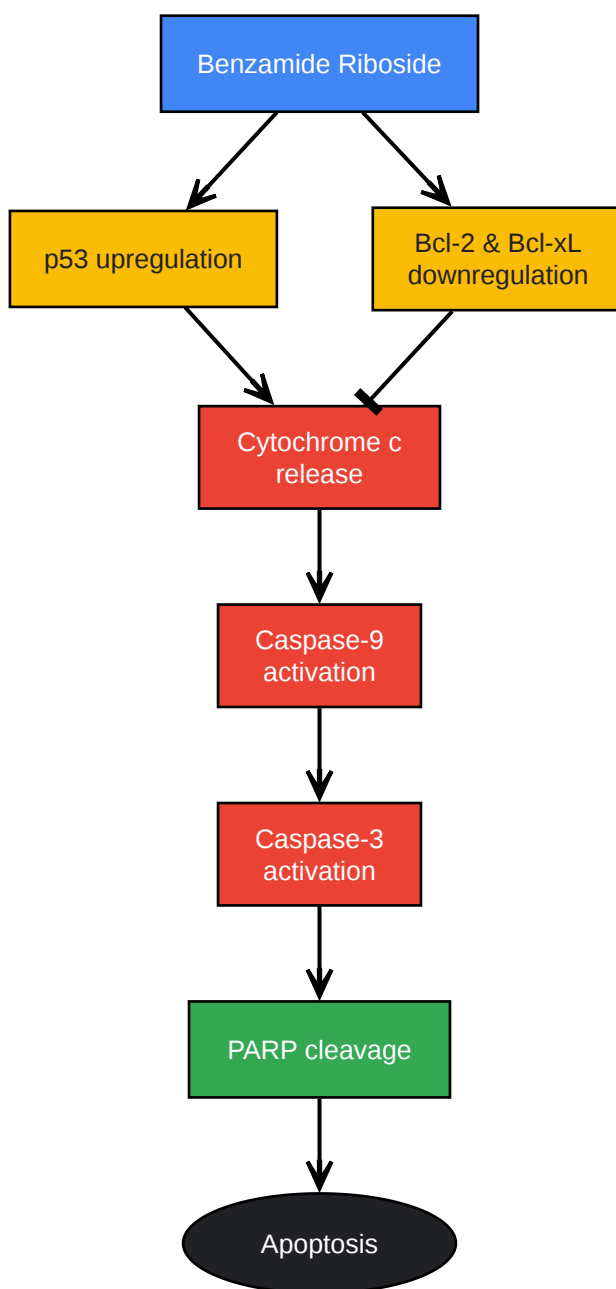 Benzamide Riboside
p53 upregulation
Bcl-2 & Bcl-xL
downregulation
Cytochrome c
release
Caspase-9
activation
Caspase-3
activation
PARP cleavage
Apoptosis